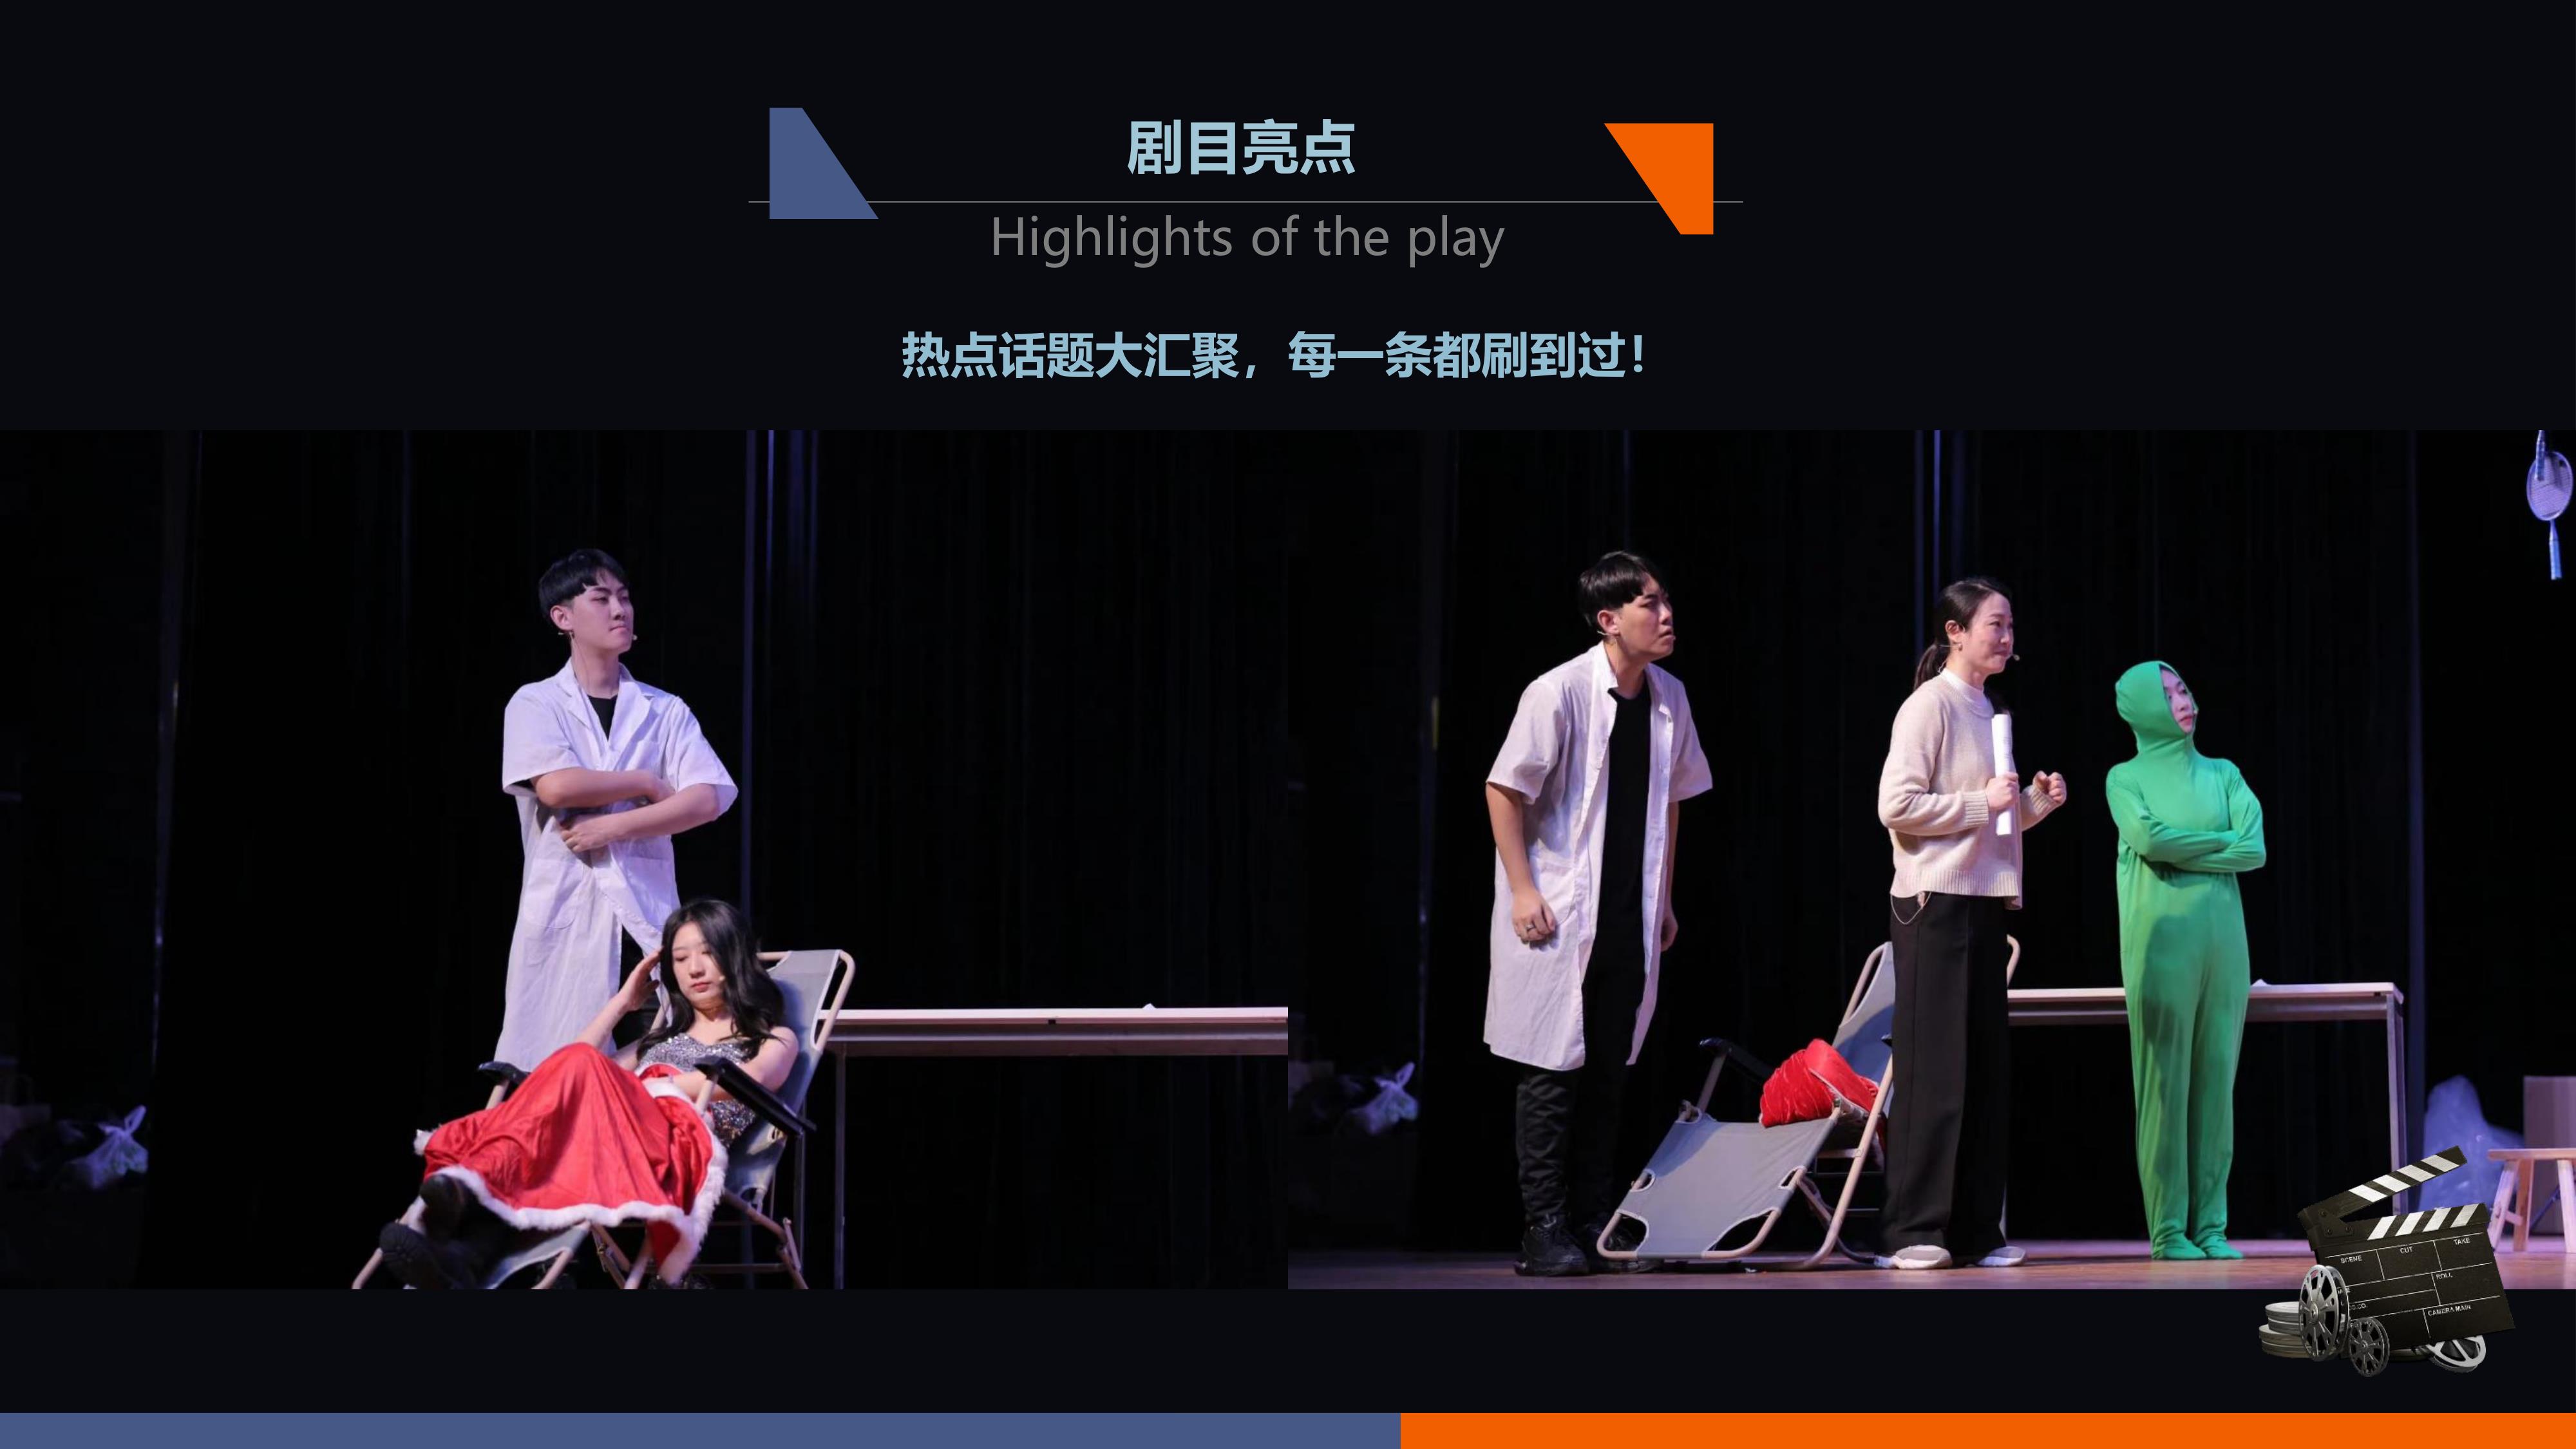 剧目亮点
Highlights of the play
热点话题大汇聚，每一条都刷到过！
SCENE
CUT
TAKE
ROLL
CAMERA MAN